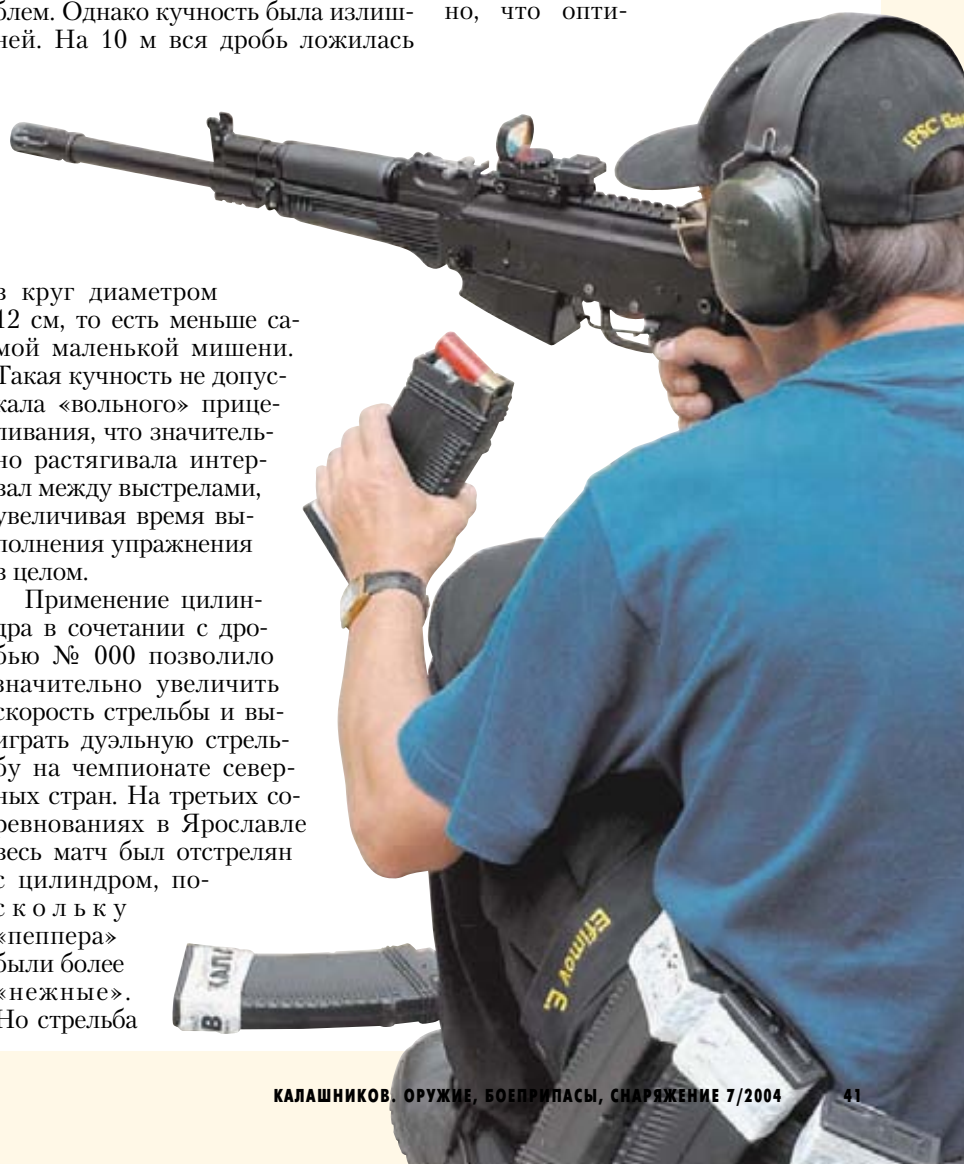 блем. Однако кучность была излиш-
ней. На 10 м вся дробь ложилась
в круг диаметром
12 см, то есть меньше са-
мой маленькой мишени.
Такая кучность не допус-
кала «вольного» прице-
ливания, что значитель-
но растягивала интер-
вал между выстрелами,
увеличивая время вы-
полнения упражнения
в целом.
Применение цилин-
дра в сочетании с дро-
бью № 000 позволило
значительно увеличить
скорость стрельбы и вы-
играть дуэльную стрель-
бу на чемпионате север-
ных стран. На третьих со-
ревнованиях в Ярославле
весь матч был отстрелян
с цилиндром, по-
скольку
«пеппера»
были более
«нежные».
Но стрельба
но, что опти-
IPSC
Efimov E.
КАЛАШНИКОВ. ОРУЖИЕ, БОЕПРИПАСЫ, СНАРЯЖЕНИЕ 7/2004 41